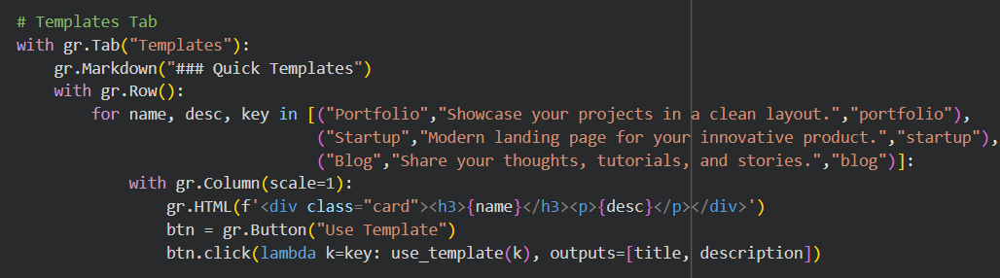 # Templates Tab
with gr.Tab("Templates"):
    gr.Markdown("### Quick Templates")
    with gr.Row():
        for name, desc, key in [("Portfolio","Showcase your projects in a clean layout.","portfolio"),
                                ("Startup","Modern landing page for your innovative product.","startup"),
                                ("Blog","Share your thoughts, tutorials, and stories.","blog")]:
            with gr.Column(scale=1):
                gr.HTML(f'<div class="card"><h3>{name}</h3><p>{desc}</p></div>')
                btn = gr.Button("Use Template")
                btn.click(lambda k=key: use_template(k), outputs=[title, description])